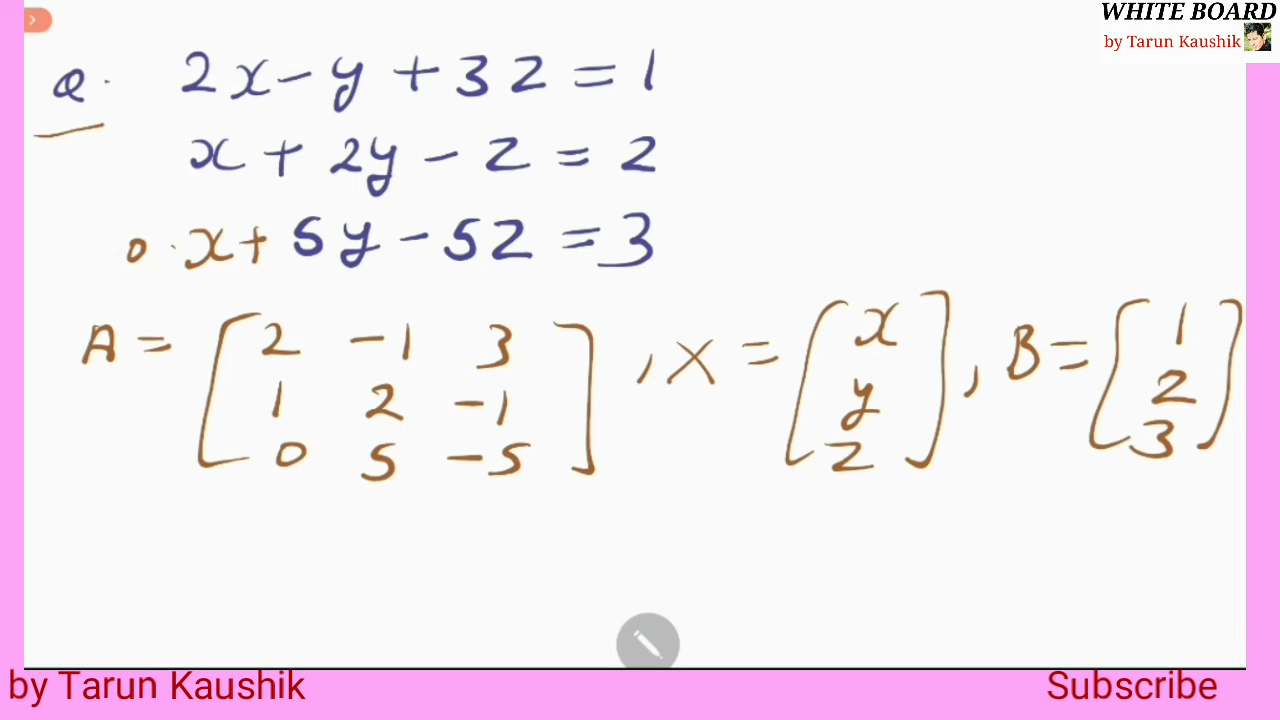 WHITE BOARD
by Tarun Kaushik
Q. 2x - y + 3z = 1
x + 2y - z = 2
0 . x + 5y - 5z = 3
A = [ 2 -1 3
1 2 -1
0 5 -5 ] , X = [ x
y
z ] , B = [ 1
2
3 ]
by Tarun Kaushik
Subscribe